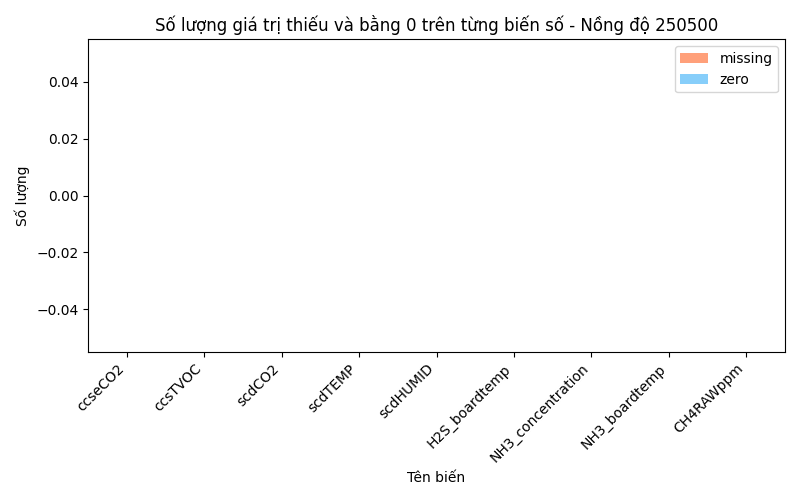 Số lượng giá trị thiếu và bằng 0 trên từng biến số - Nồng độ 250500
missing
zero
0.04
0.02
0.00
−0.02
−0.04
Số lượng
ccseCO2
ccsTVOC
scdCO2
scdTEMP
scdHUMID
H2S_boardtemp
NH3_concentration
NH3_boardtemp
CH4RAWppm
Tên biến